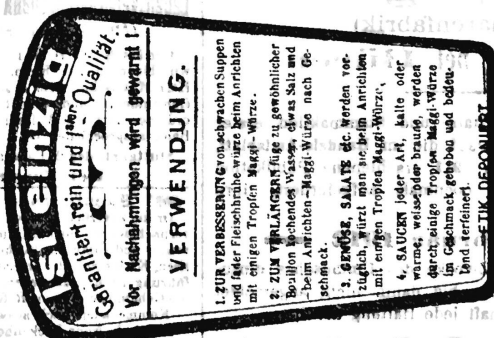 Ist einzig
Garantiert rein und Iter Qualität.
Vor Nachahmungen wird gewarnt!
VERWENDUNG.
1. ZUR VERBESSERUNG von schwachen Suppen
und fader Fleischbrühe würze beim Anrichten
mit einigen Tropfen Maggi-Würze.
2. ZUM VERLÄNGERN füge zu gewöhnlicher
Bouillon kochendes Wasser, etwas Salz und
- beim Anrichten - Maggi-Würze nach Ge-
schmack.
3. GEMÜSE, SALATE etc. werden vor-
züglich, würzt man sie beim Anrichten
mit einigen Tropfen Maggi-Würze.
4. SAUCEN jeder Art, kalte oder
warme, weisse oder braune, werden
durch einige Tropfen Maggi-Würze
im Geschmack gehoben und bedeu-
tend verfeinert.
ETIK. DEPONIERT